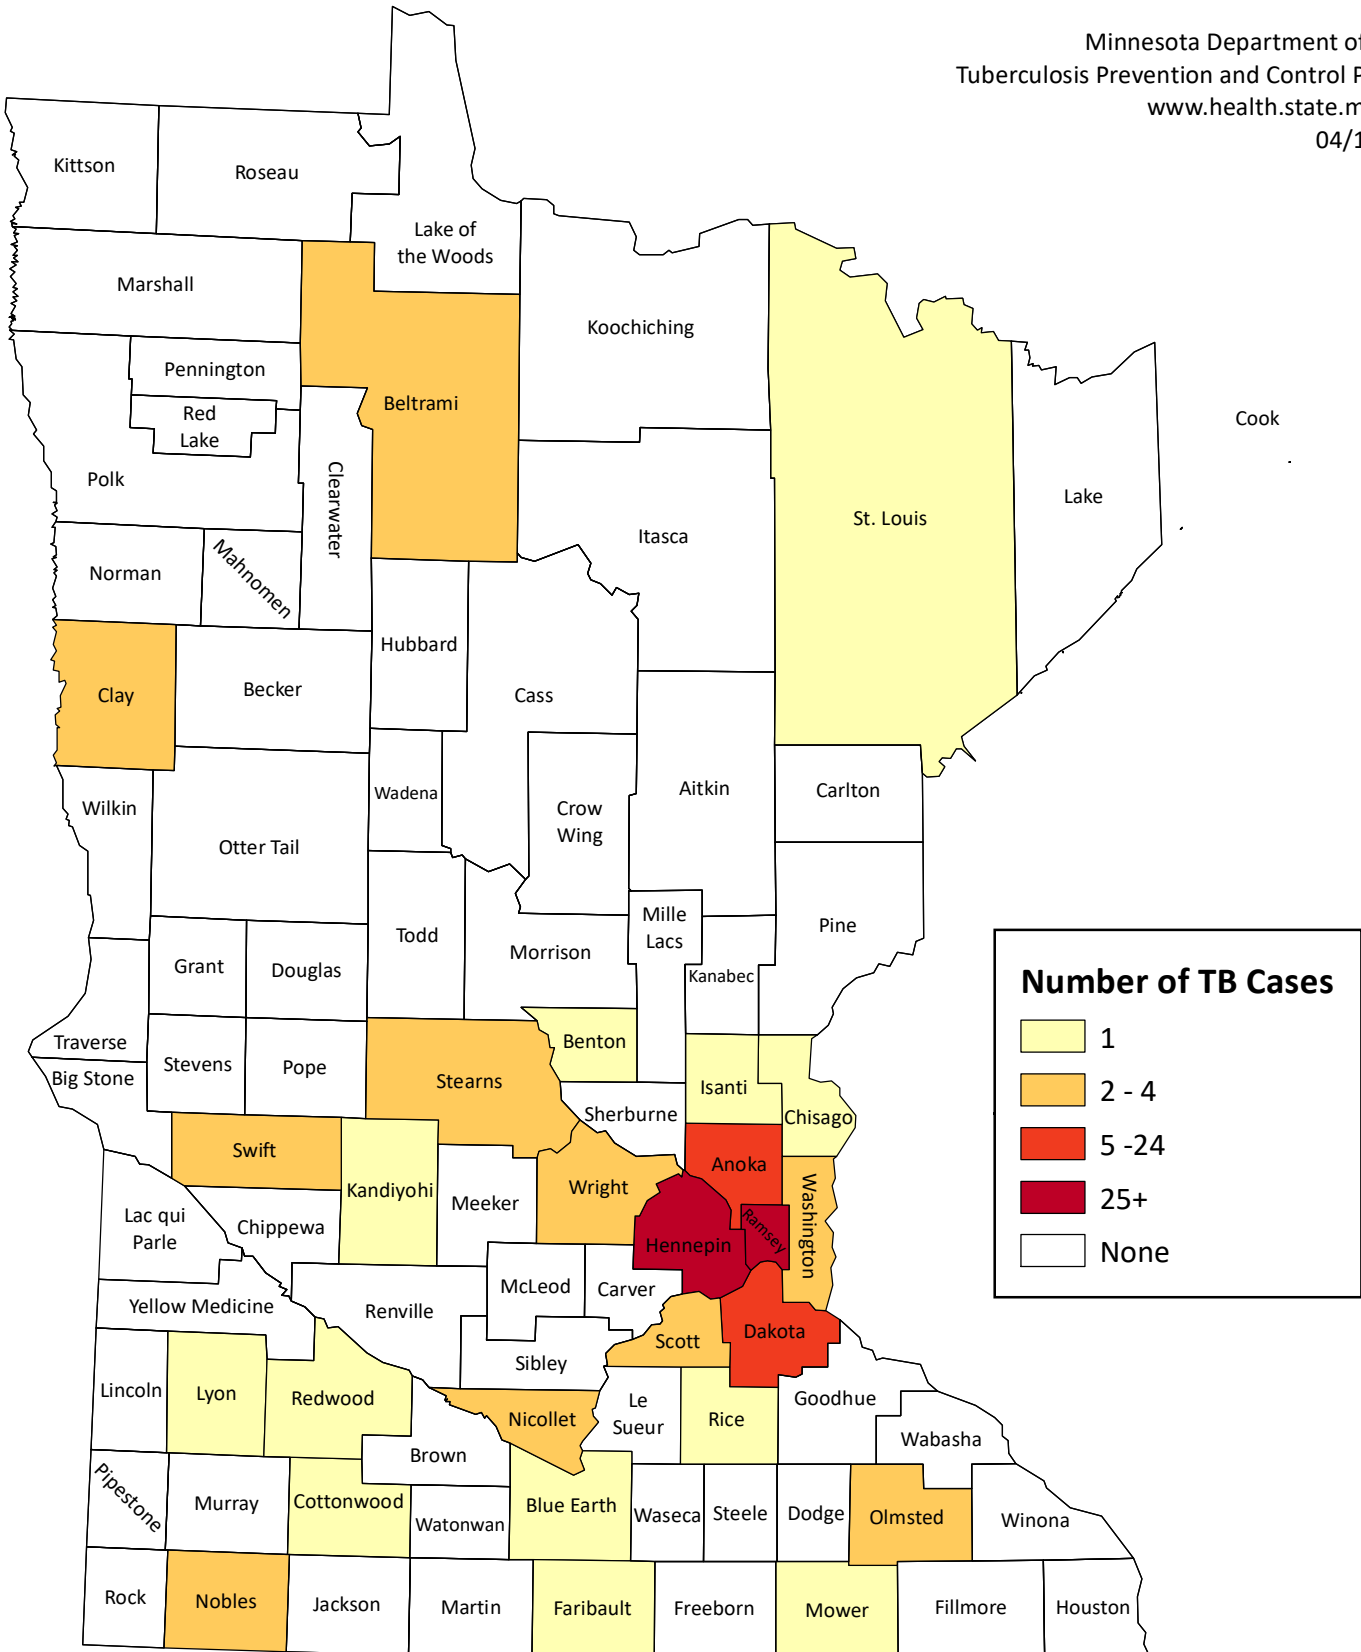 Minnesota Department of
Tuberculosis Prevention and Control P
www.health.state.m
04/1
Kittson
Roseau
Lake of
the Woods
Marshall
Koochiching
Pennington
Red
Lake
Beltrami
Cook
Polk
Clearwater
Lake
St. Louis
Itasca
Norman
Mahnomen
Hubbard
Clay
Becker
Cass
Wadena
Aitkin
Carlton
Wilkin
Crow
Wing
Otter Tail
Mille
Lacs
Pine
Todd
Morrison
Grant
Douglas
Kanabec
Traverse
Benton
Stevens
Pope
Big Stone
Stearns
Isanti
Sherburne
Chisago
Swift
Anoka
Kandiyohi
Wright
Washington
Meeker
Lac qui
Parle
Chippewa
Ramsey
Hennepin
McLeod
Carver
Yellow Medicine
Renville
Dakota
Scott
Sibley
Lincoln
Lyon
Redwood
Le
Sueur
Goodhue
Nicollet
Rice
Wabasha
Brown
Pipestone
Murray
Cottonwood
Blue Earth
Watonwan
Waseca
Steele
Dodge
Olmsted
Winona
Rock
Nobles
Jackson
Martin
Faribault
Freeborn
Mower
Fillmore
Houston
Number of TB Cases
1
2 - 4
5 -24
25+
None